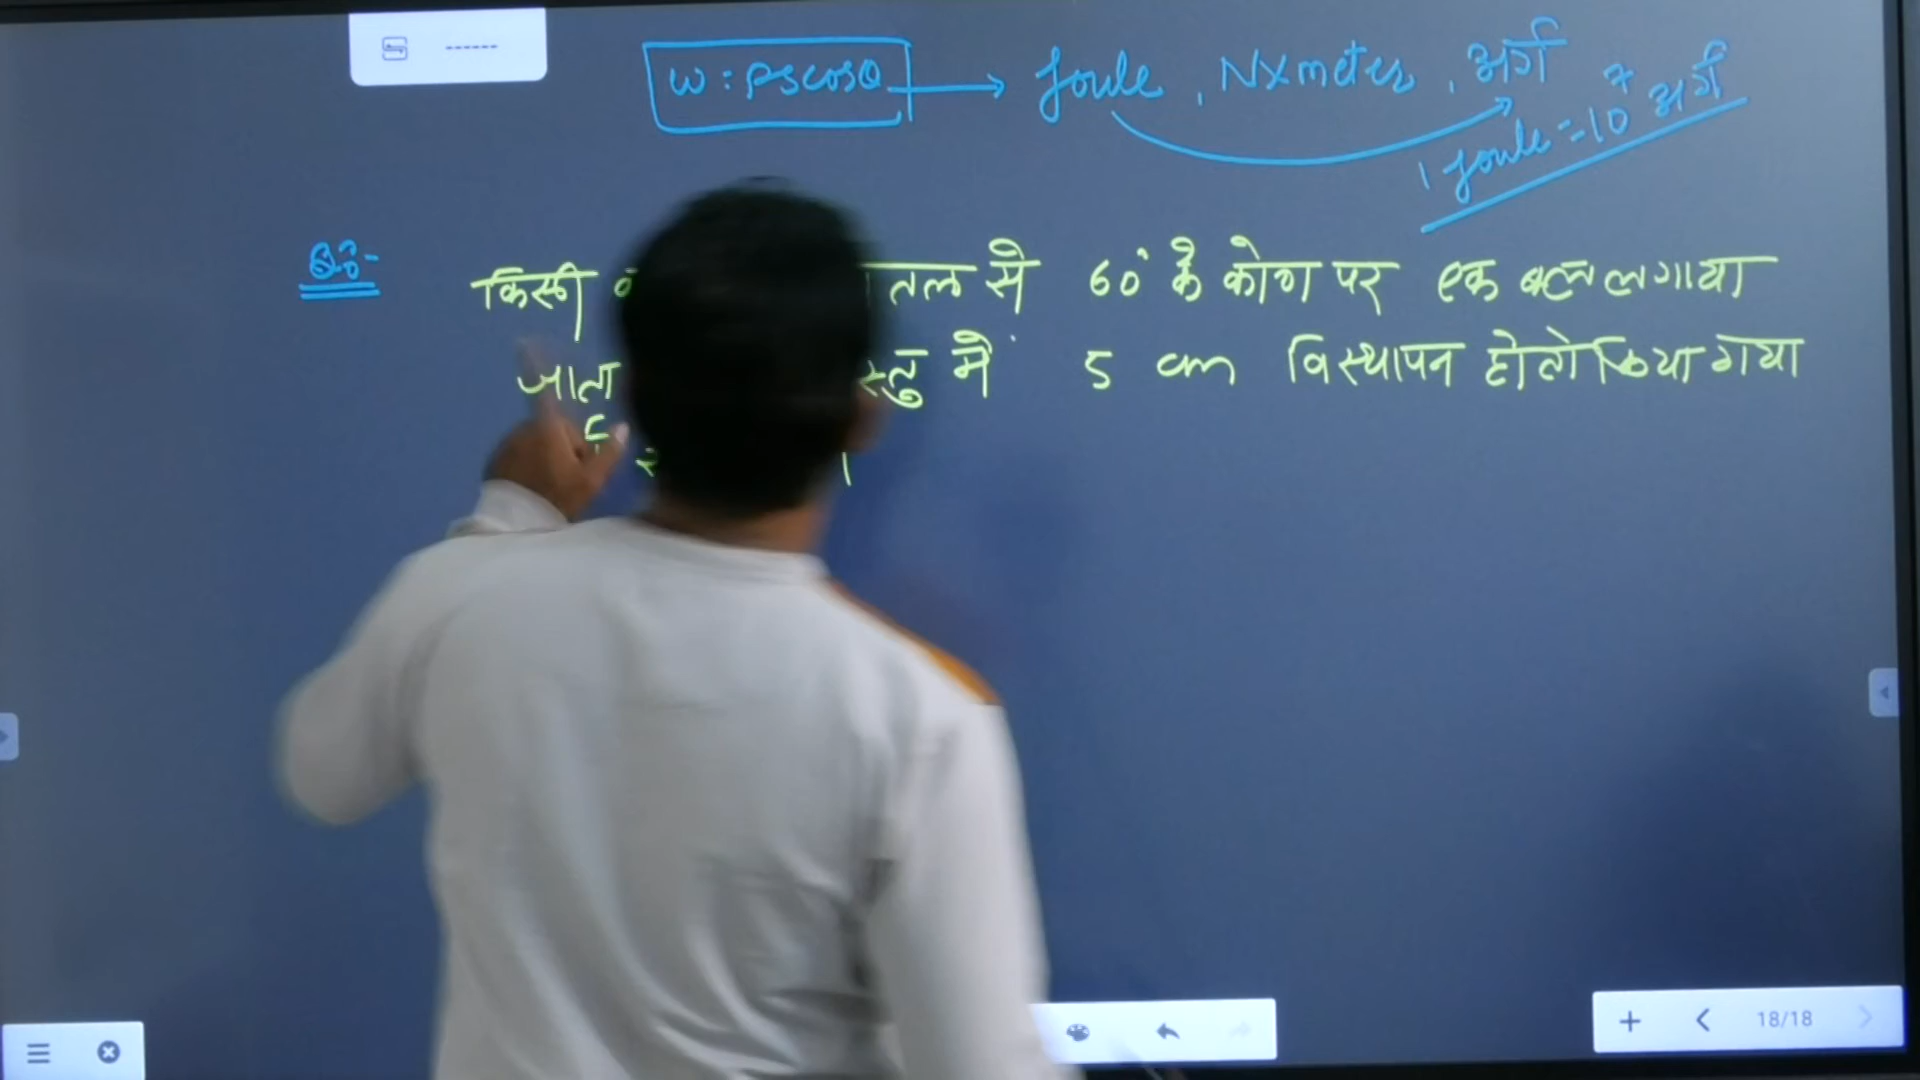 W = Fscosθ → Joule, N×meter, अर्ग
1 Joule = 10⁷ अर्ग
Q:-
किसी तल से 60° के कोण पर एक बल लगाया
जाता में 5 cm विस्थापन हो तो किया गया
18/18